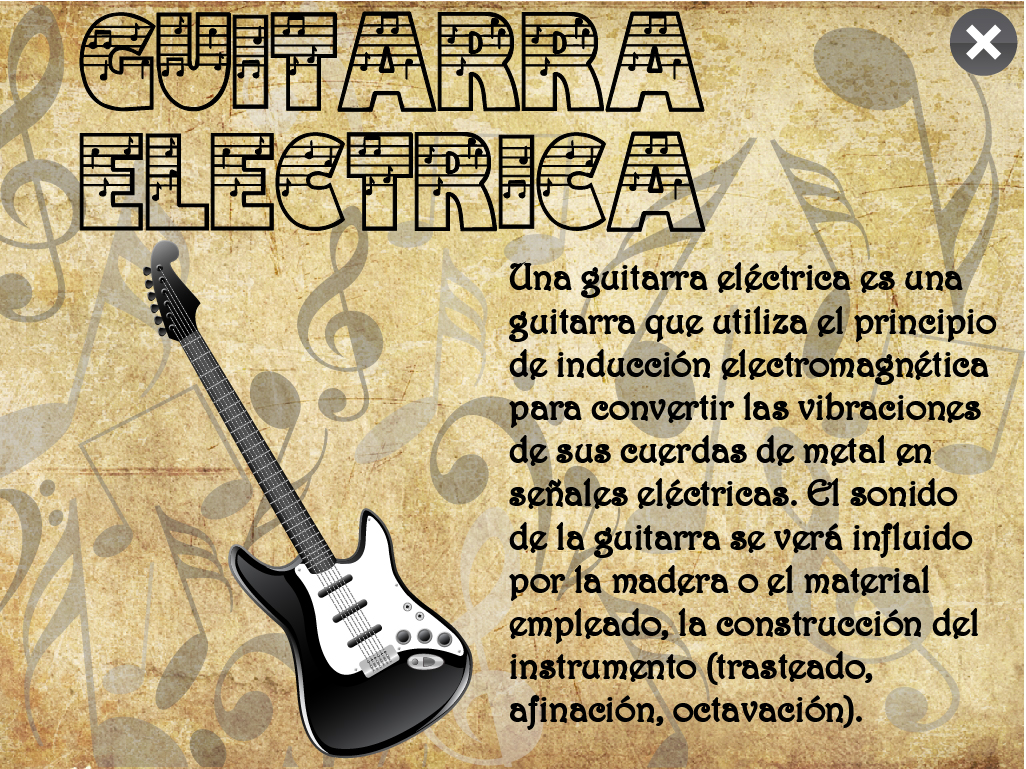 GUITARRA
ELECTRICA
Una guitarra eléctrica es una
guitarra que utiliza el principio
de inducción electromagnética
para convertir las vibraciones
de sus cuerdas de metal en
señales eléctricas. El sonido
de la guitarra se verá influido
por la madera o el material
empleado, la construcción del
instrumento (trasteado,
afinación, octavación).